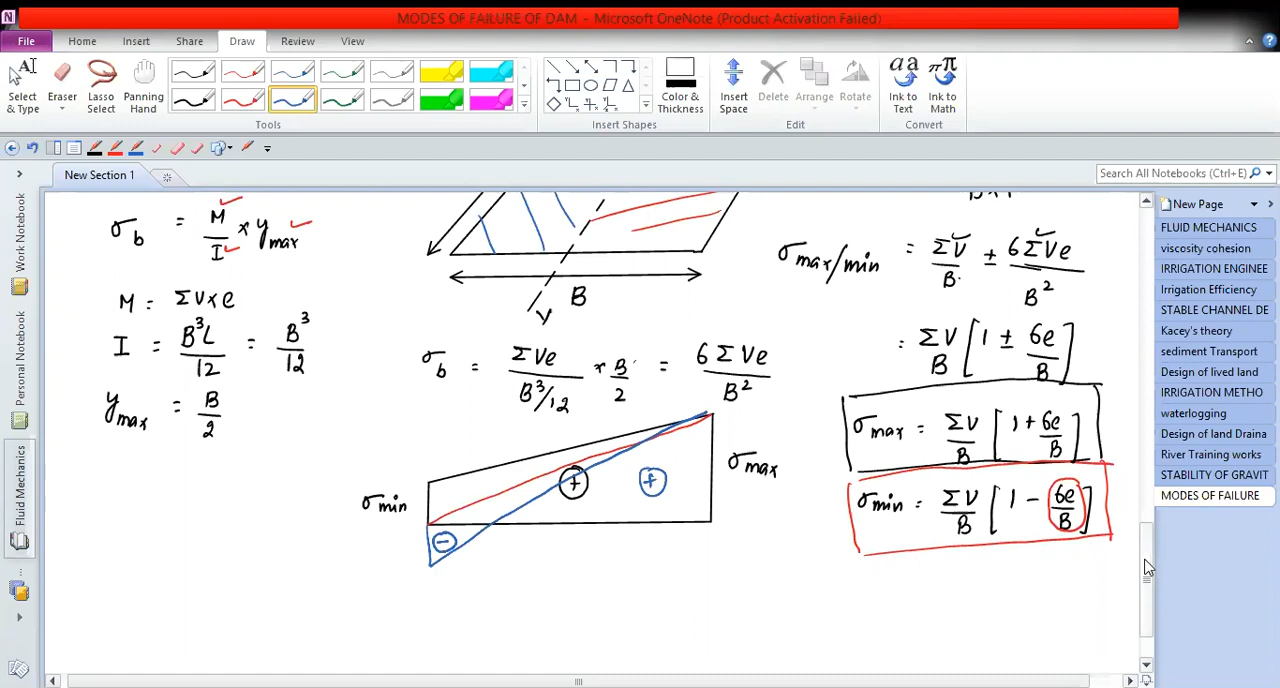 MODES OF FAILURE OF DAM - Microsoft OneNote (Product Activation Failed)
File Home Insert Share Draw Review View
Select & Type
Eraser
Lasso Select
Panning Hand
Color & Thickness
Insert Space
Delete
Arrange
Rotate
Ink to Text
Ink to Math
Tools
Insert Shapes
Edit
Convert
New Section 1
Search All Notebooks (Ctrl+E)
Work Notebook
Personal Notebook
Fluid Mechanics
σb = M/I × ymax
M = ΣV×e
I = B³L/12 = B³/12
ymax = B/2
B
σb = ΣVe/(B³/12) × B/2 = 6ΣVe/B²
σmin
+
+
−
σmax
σmax/min = ΣV/B ± 6ΣVe/B²
= ΣV/B [1 ± 6e/B]
σmax = ΣV/B [1 + 6e/B]
σmin = ΣV/B [1 − 6e/B]
New Page
FLUID MECHANICS
viscosity cohesion
IRRIGATION ENGINEE
Irrigation Efficiency
STABLE CHANNEL DE
Kacey's theory
sediment Transport
Design of lived land
IRRIGATION METHO
waterlogging
Design of land Draina
River Training works
STABILITY OF GRAVIT
MODES OF FAILURE